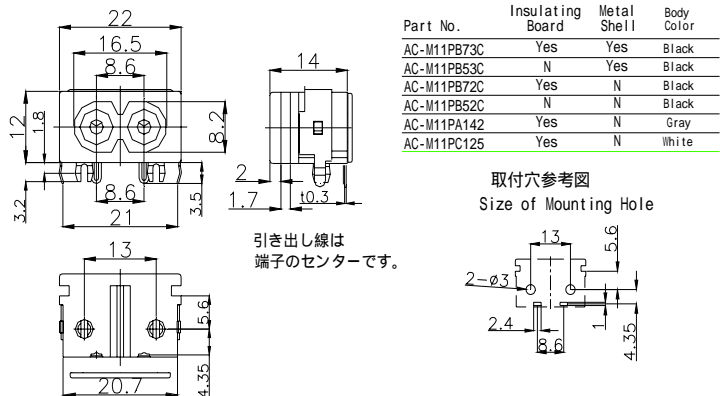 22
16.5
8.6
12
1.8
8.2
3.2
8.6
3.5
21
14
2
1.7
t0.3
引き出し線は
端子のセンターです。
13
5.6
4.35
20.7
Part No. Insulating Board Metal Shell Body Color
AC-M11PB73C Yes Yes Black
AC-M11PB53C N Yes Black
AC-M11PB72C Yes N Black
AC-M11PB52C N N Black
AC-M11PA142 Yes N Gray
AC-M11PC125 Yes N White
取付穴参考図
Size of Mounting Hole
13
5.6
2-ø3
2.4
8.6
1
4.35